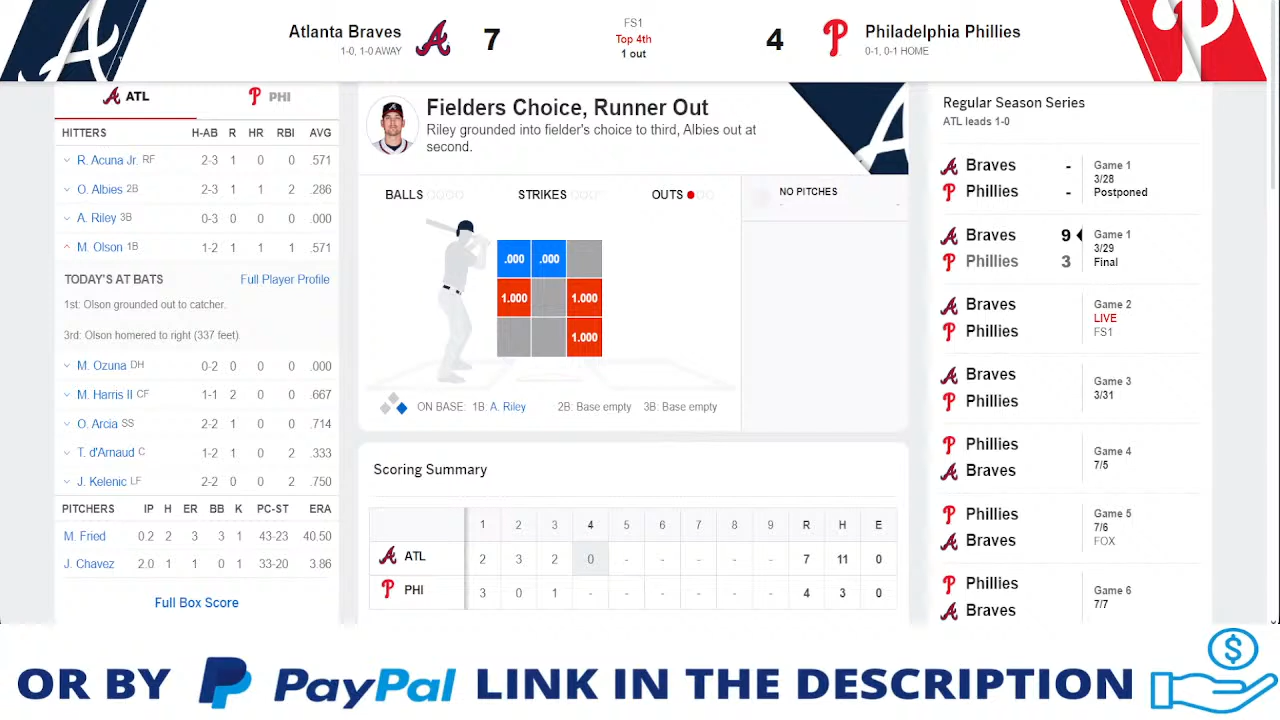 Atlanta Braves
1-0, 1-0 AWAY
7
FS1
Top 4th
1 out
4
Philadelphia Phillies
0-1, 0-1 HOME
ATL PHI
HITTERS H-AB R HR RBI AVG
R. Acuna Jr. RF 2-3 1 0 0 .571
O. Albies 2B 2-3 1 1 2 .286
A. Riley 3B 0-3 0 0 0 .000
M. Olson 1B 1-2 1 1 1 .571
TODAY'S AT BATS Full Player Profile
1st: Olson grounded out to catcher.
3rd: Olson homered to right (337 feet).
M. Ozuna DH 0-2 0 0 0 .000
M. Harris II CF 1-1 2 0 0 .667
O. Arcia SS 2-2 1 0 0 .714
T. d'Arnaud C 1-2 1 0 2 .333
J. Kelenic LF 2-2 0 0 2 .750
PITCHERS IP H ER BB K PC-ST ERA
M. Fried 0.2 2 3 3 1 43-23 40.50
J. Chavez 2.0 1 1 0 1 33-20 3.86
Full Box Score
Fielders Choice, Runner Out
Riley grounded into fielder's choice to third, Albies out at
second.
BALLS STRIKES OUTS
NO PITCHES
- -
.000 .000
1.000 1.000
1.000
ON BASE: 1B: A. Riley 2B: Base empty 3B: Base empty
Scoring Summary
1 2 3 4 5 6 7 8 9 R H E
ATL 2 3 2 0 - - - - - 7 11 0
PHI 3 0 1 - - - - - - 4 3 0
Regular Season Series
ATL leads 1-0
Braves - Game 1
3/28
Phillies - Postponed
Braves 9 Game 1
3/29
Phillies 3 Final
Braves Game 2
LIVE
Phillies FS1
Braves Game 3
Phillies 3/31
Phillies Game 4
Braves 7/5
Phillies Game 5
7/6
Braves FOX
Phillies Game 6
Braves 7/7
OR BY PayPal LINK IN THE DESCRIPTION